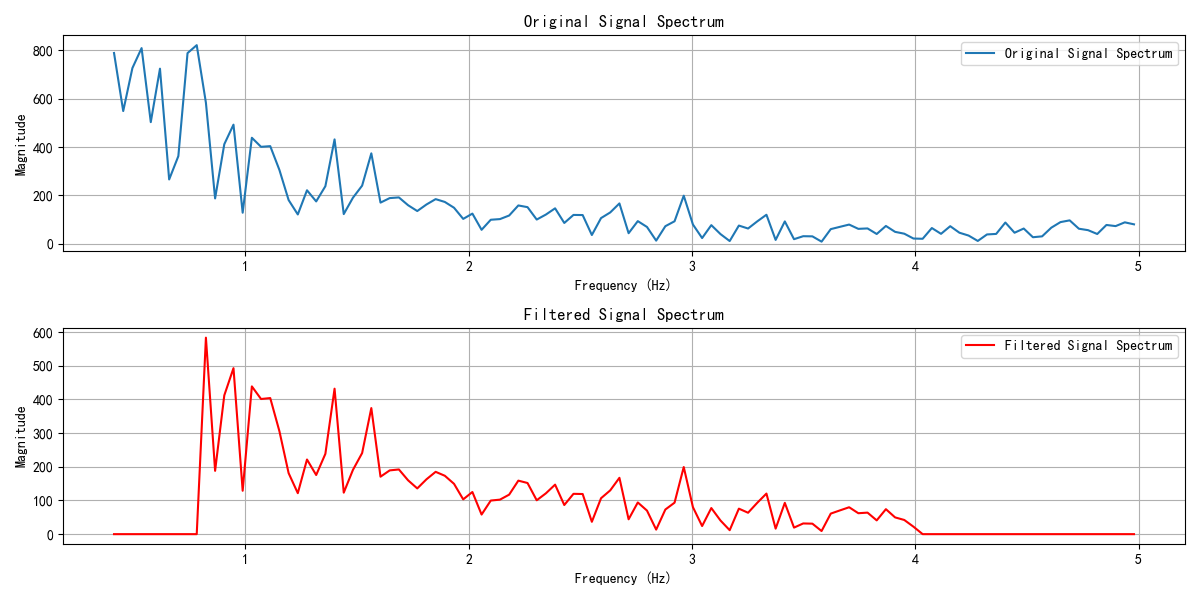 Original Signal Spectrum
800
600
400
200
0
Magnitude
Original Signal Spectrum
1 2 3 4 5
Frequency (Hz)
Filtered Signal Spectrum
600
500
400
300
200
100
0
Magnitude
Filtered Signal Spectrum
1 2 3 4 5
Frequency (Hz)